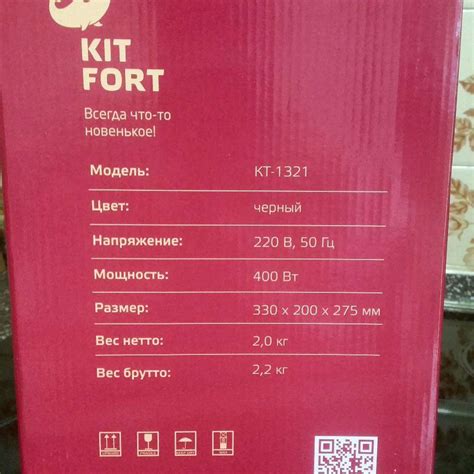 KIT
FORT
Всегда что-то
новенькое!
Модель: КТ-1321
Цвет: черный
Напряжение: 220 В, 50 Гц
Мощность: 400 Вт
Размер: 330 x 200 x 275 мм
Вес нетто: 2,0 кг
Вес брутто: 2,2 кг